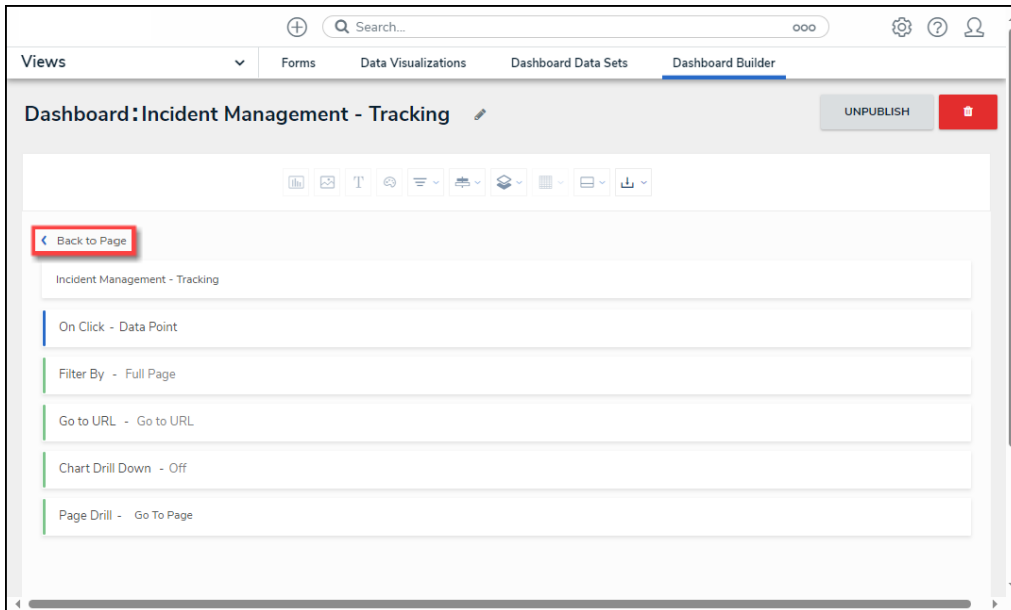 Search...
Views
Forms
Data Visualizations
Dashboard Data Sets
Dashboard Builder
Dashboard: Incident Management - Tracking
UNPUBLISH
T
Back to Page
Incident Management - Tracking
On Click - Data Point
Filter By - Full Page
Go to URL - Go to URL
Chart Drill Down - Off
Page Drill - Go To Page